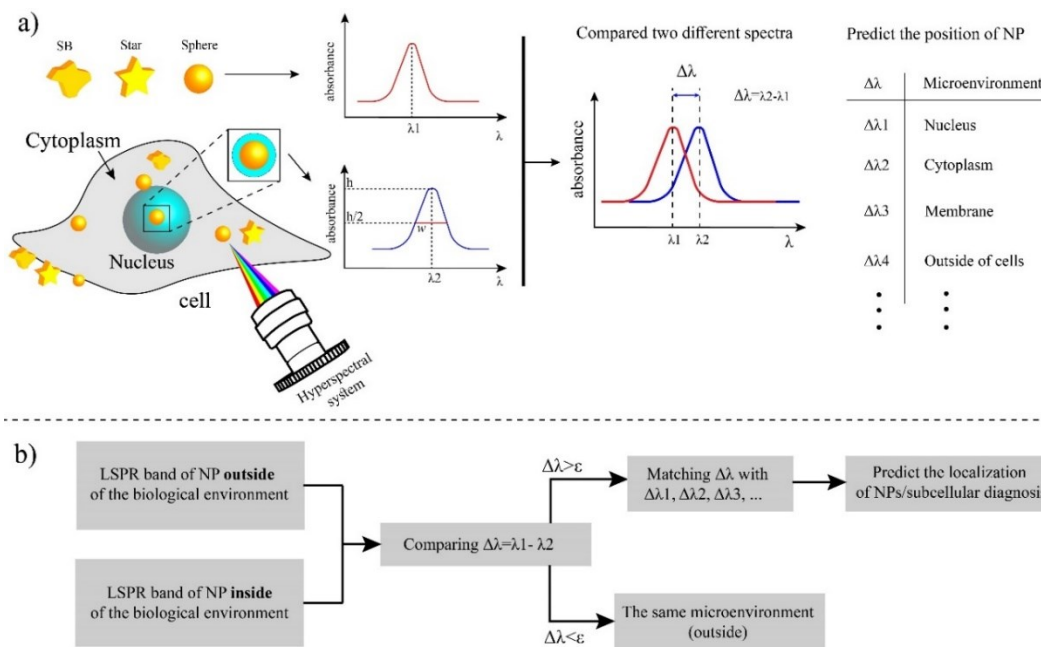 a)
SB
Star
Sphere
absorbance
λ1
λ
Cytoplasm
Nucleus
cell
Hyperspectral
system
absorbance
h
h/2
w
λ2
λ
Compared two different spectra
Δλ
Δλ=λ2-λ1
absorbance
λ1
λ2
λ
Predict the position of NP
Δλ Microenvironment
Δλ1 Nucleus
Δλ2 Cytoplasm
Δλ3 Membrane
Δλ4 Outside of cells
b)
LSPR band of NP outside
of the biological environment
LSPR band of NP inside
of the biological environment
Comparing Δλ=λ1- λ2
Δλ>ε
Δλ<ε
Matching Δλ with
Δλ1, Δλ2, Δλ3, ...
The same microenvironment
(outside)
Predict the localization
of NPs/subcellular diagnosi